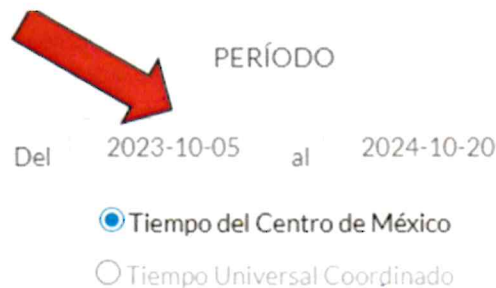 PERÍODO
Del 2023-10-05 al 2024-10-20
Tiempo del Centro de México
Tiempo Universal Coordinado